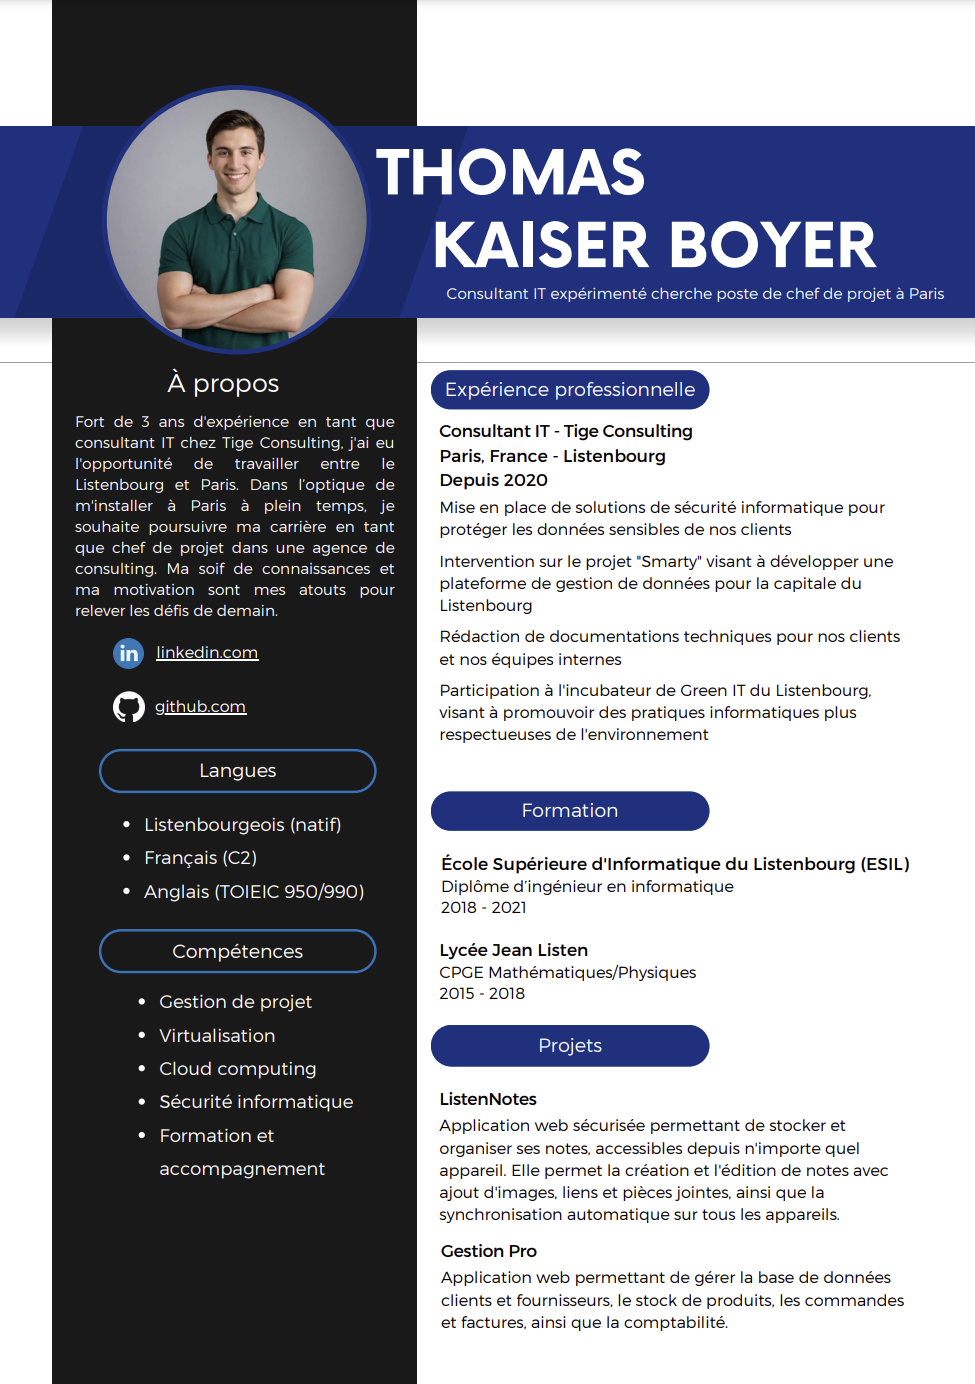 THOMAS
KAISER BOYER
Consultant IT expérimenté cherche poste de chef de projet à Paris
À propos
Fort de 3 ans d'expérience en tant que
consultant IT chez Tige Consulting, j'ai eu
l'opportunité de travailler entre le
Listenbourg et Paris. Dans l'optique de
m'installer à Paris à plein temps, je
souhaite poursuivre ma carrière en tant
que chef de projet dans une agence de
consulting. Ma soif de connaissances et
ma motivation sont mes atouts pour
relever les défis de demain.
linkedin.com
github.com
Langues
• Listenbourgeois (natif)
• Français (C2)
• Anglais (TOIEIC 950/990)
Compétences
• Gestion de projet
• Virtualisation
• Cloud computing
• Sécurité informatique
• Formation et
accompagnement
Expérience professionnelle
Consultant IT - Tige Consulting
Paris, France - Listenbourg
Depuis 2020
Mise en place de solutions de sécurité informatique pour
protéger les données sensibles de nos clients
Intervention sur le projet "Smarty" visant à développer une
plateforme de gestion de données pour la capitale du
Listenbourg
Rédaction de documentations techniques pour nos clients
et nos équipes internes
Participation à l'incubateur de Green IT du Listenbourg,
visant à promouvoir des pratiques informatiques plus
respectueuses de l'environnement
Formation
École Supérieure d'Informatique du Listenbourg (ESIL)
Diplôme d'ingénieur en informatique
2018 - 2021
Lycée Jean Listen
CPGE Mathématiques/Physiques
2015 - 2018
Projets
ListenNotes
Application web sécurisée permettant de stocker et
organiser ses notes, accessibles depuis n'importe quel
appareil. Elle permet la création et l'édition de notes avec
ajout d'images, liens et pièces jointes, ainsi que la
synchronisation automatique sur tous les appareils.
Gestion Pro
Application web permettant de gérer la base de données
clients et fournisseurs, le stock de produits, les commandes
et factures, ainsi que la comptabilité.